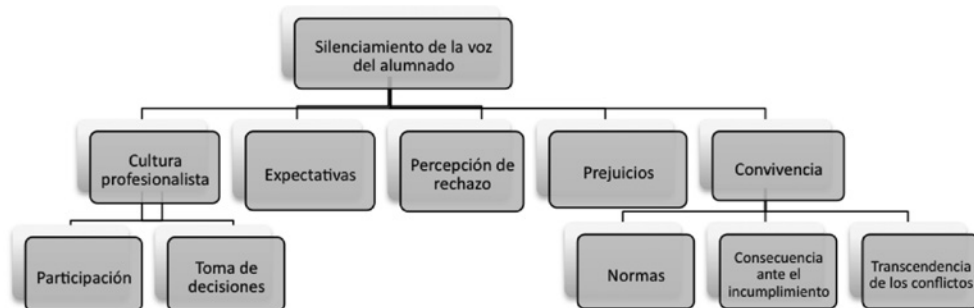 Silenciamiento de la voz
del alumnado
Cultura
profesionalista
Expectativas
Percepción de
rechazo
Prejuicios
Convivencia
Participación
Toma de
decisiones
Normas
Consecuencia
ante el
incumplimiento
Transcendencia
de los conflictos